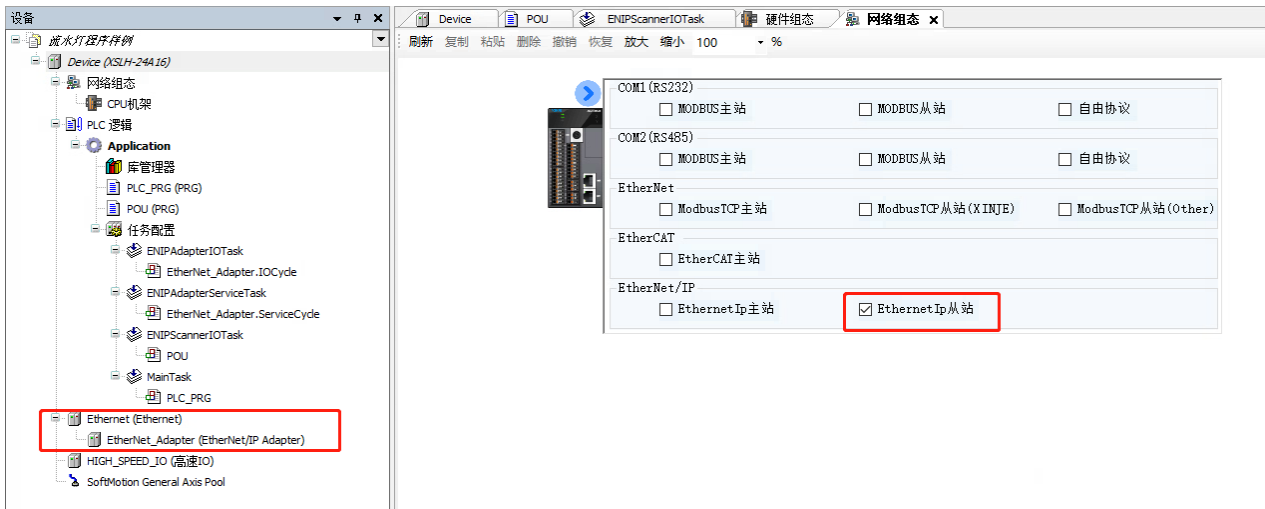 设备
流水灯程序样例
Device (XSLH-24A16)
网络组态
CPU机架
PLC 逻辑
Application
库管理器
PLC_PRG (PRG)
POU (PRG)
任务配置
ENIPAdapterIOTask
EtherNet_Adapter.IOCycle
ENIPAdapterServiceTask
EtherNet_Adapter.ServiceCycle
ENIPScannerIOTask
POU
MainTask
PLC_PRG
Ethernet (Ethernet)
EtherNet_Adapter (EtherNet/IP Adapter)
HIGH_SPEED_IO (高速IO)
SoftMotion General Axis Pool
Device POU ENIPScannerIOTask 硬件组态 网络组态
刷新 复制 粘贴 删除 撤销 恢复 放大 缩小 100 %
COM1(RS232)
MODBUS主站 MODBUS从站 自由协议
COM2(RS485)
MODBUS主站 MODBUS从站 自由协议
EtherNet
ModbusTCP主站 ModbusTCP从站(XINJE) ModbusTCP从站(Other)
EtherCAT
EtherCAT主站
EtherNet/IP
EthernetIp主站 EthernetIp从站